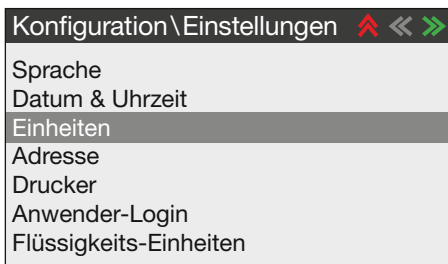 Konfiguration\Einstellungen
Sprache
Datum & Uhrzeit
Einheiten
Adresse
Drucker
Anwender-Login
Flüssigkeits-Einheiten